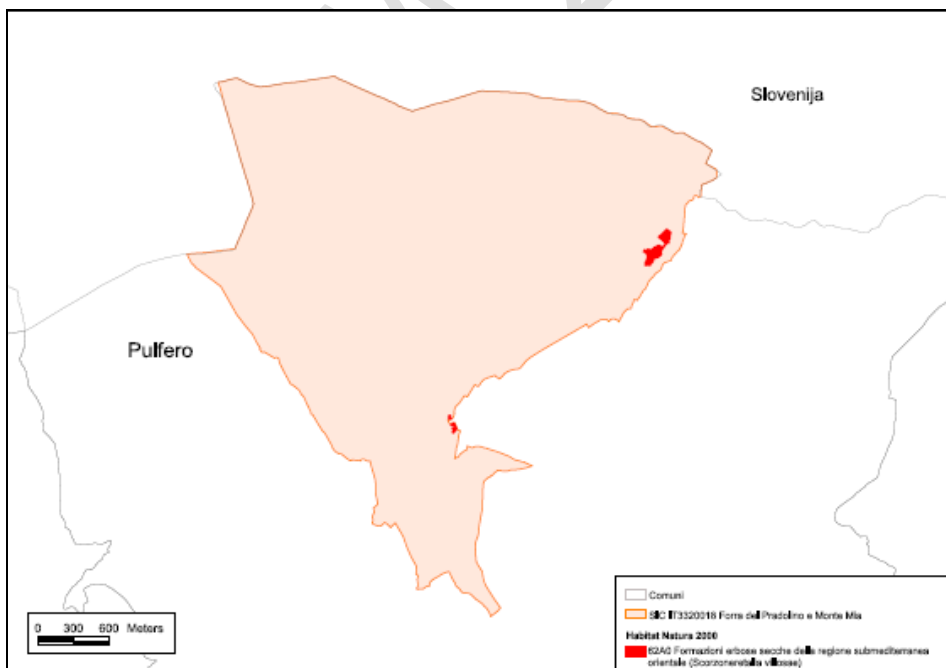 Slovenija
Pulfero
0 300 600 Meters
Comuni
SIC IT3320018 Forra del Pradolino e Monte Mia
Habitat Natura 2000
62A0 Formazioni erbose secche della regione submediterranea
orientale (Scorzoneretalia villosae)